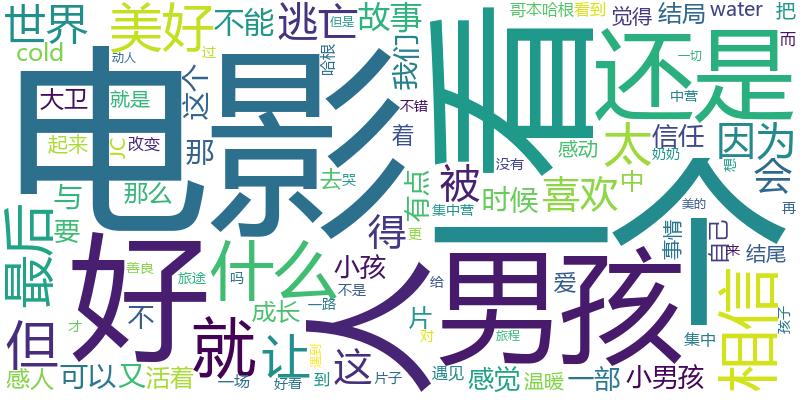 世界
美好
不能
逃亡
但是
故事
哥本哈根
看到
觉得
结局
water
把
cold
过
动人
这个
哈根
我们
看
还是
而
大卫
就是
电影
一切
中营
不错
起来
JC
改变
那
着
感动
太
信任
因为
没有
奶奶
想
与
那么
去
哭
有点
被
时候
喜欢
中
会
要
最后
得
更
集中营
一个
美的
再
事情
自己
好
什么
人
男孩
善良
旅途
吗
小孩
不是
给
爱
来
结尾
相信
但
才
不
成长
一路
片
对
旅程
集中
孩子
就
让
这
感人
可以
又
活着
一场
好看
到
片子
遇见
感觉
温暖
一部
小男孩